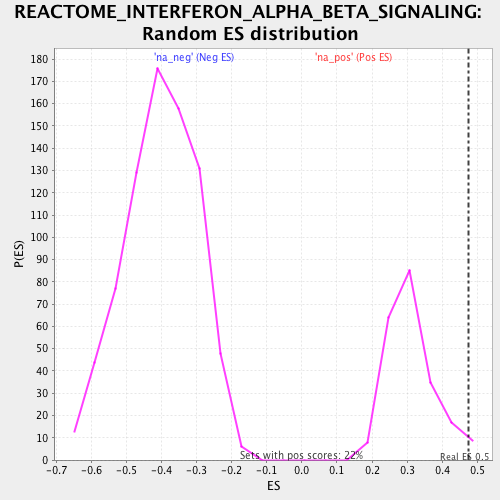 REACTOME_INTERFERON_ALPHA_BETA_SIGNALING:
Random ES distribution
'na_neg' (Neg ES) 'na_pos' (Pos ES)
180
170
160
150
140
130
120
110
100
90
80
70
60
50
40
30
20
10
0
P(ES)
Sets with pos scores: 22% Real ES 0.5
-0.7 -0.6 -0.5 -0.4 -0.3 -0.2 -0.1 0.0 0.1 0.2 0.3 0.4 0.5
ES